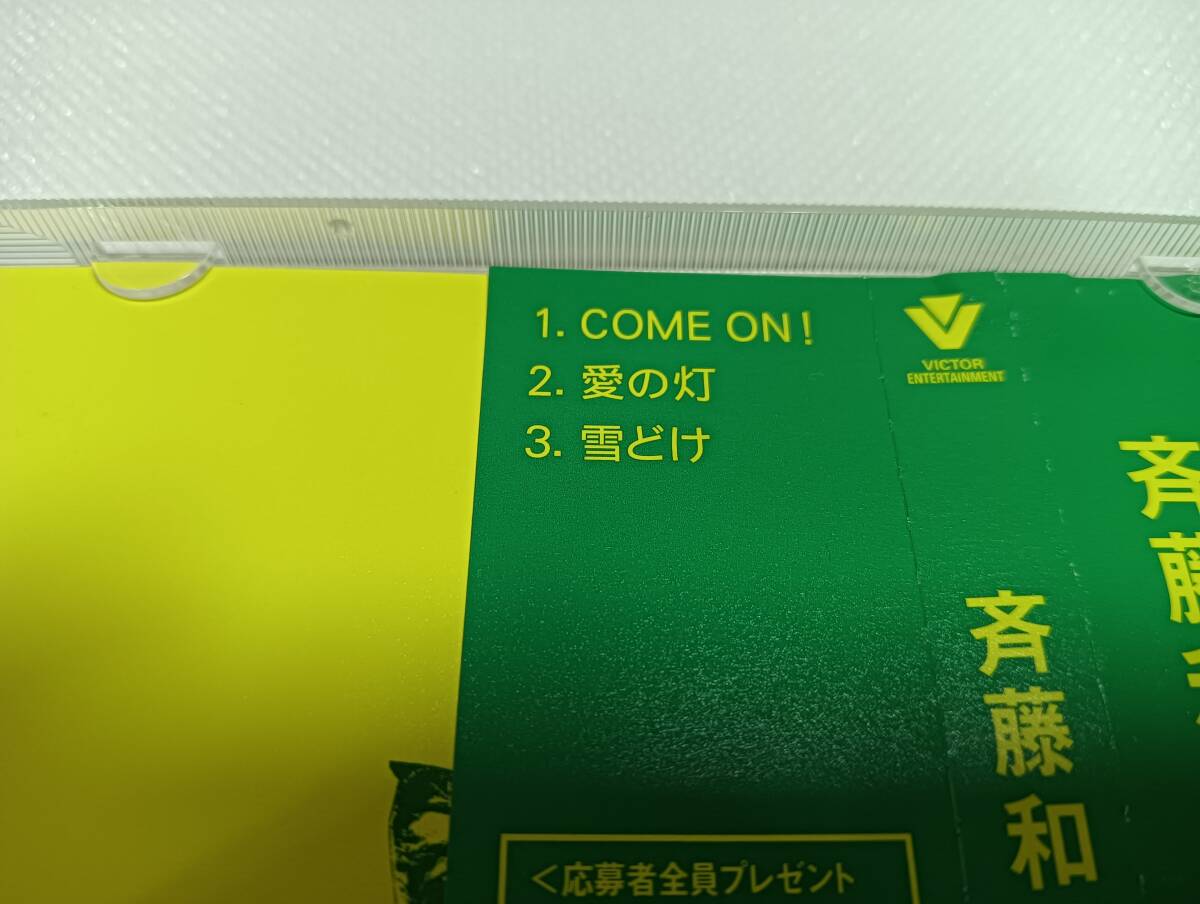 1. COME ON!
2. 愛の灯
3. 雪どけ
<応募者全員プレゼント
VICTOR
ENTERTAINMENT
斉藤和
斉藤